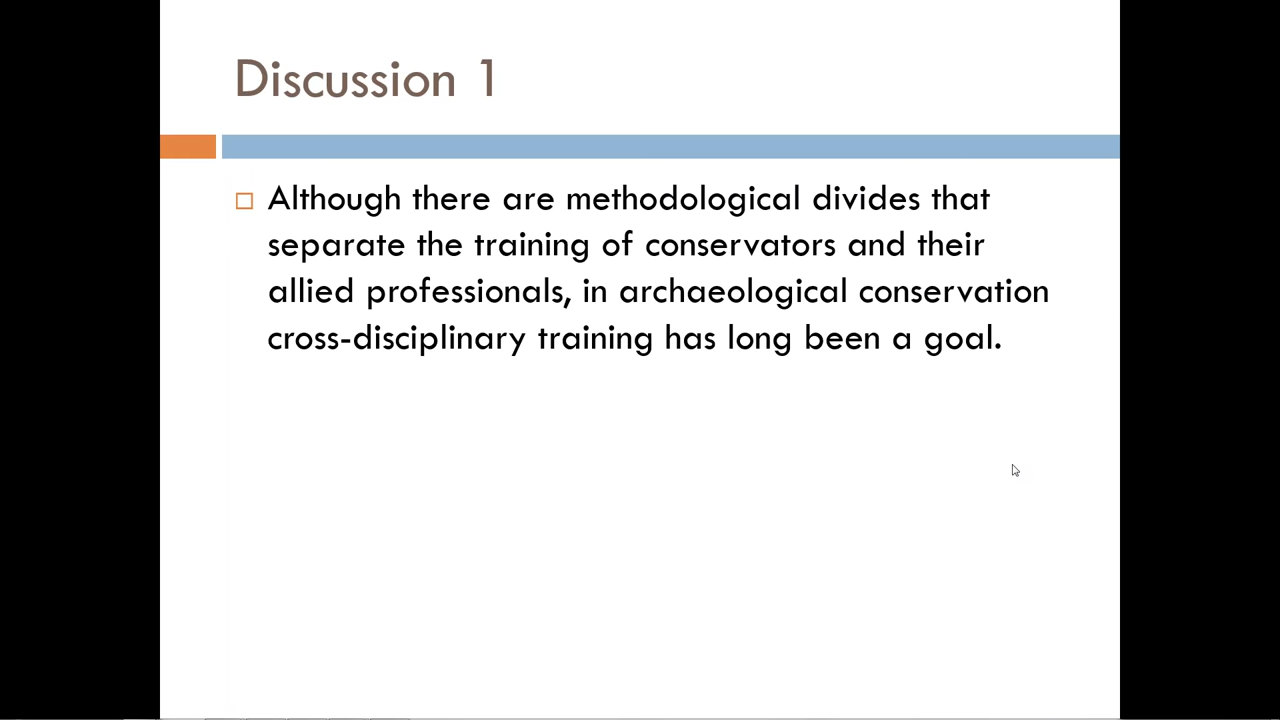 Discussion 1
Although there are methodological divides that
separate the training of conservators and their
allied professionals, in archaeological conservation
cross-disciplinary training has long been a goal.